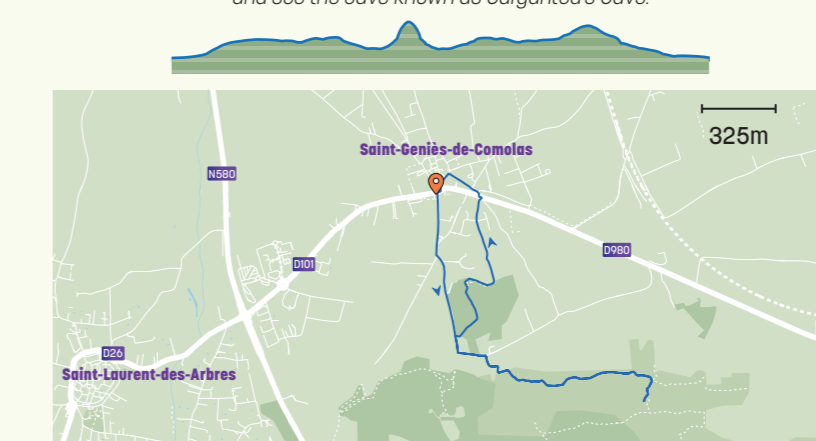 and see the cave known as Gargantua's Cave.
325m
Saint-Geniès-de-Comolas
N580
D980
D101
D26
Saint-Laurent-des-Arbres